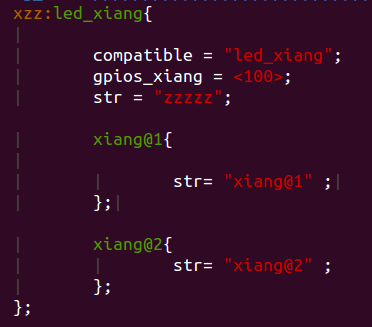 xzz:led_xiang{
compatible = "led_xiang";
gpios_xiang = <100>;
str = "zzzzz";
xiang@1{
str= "xiang@1" ;
};
xiang@2{
str= "xiang@2" ;
};
};